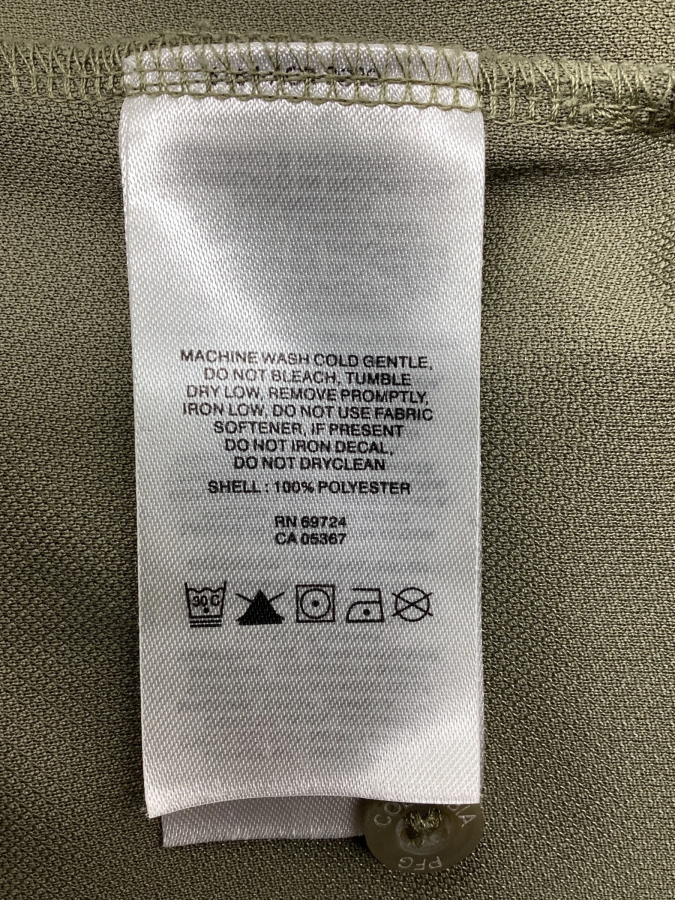 MACHINE WASH COLD GENTLE,
DO NOT BLEACH, TUMBLE
DRY LOW, REMOVE PROMPTLY,
IRON LOW, DO NOT USE FABRIC
SOFTENER, IF PRESENT
DO NOT IRON DECAL,
DO NOT DRYCLEAN
SHELL : 100% POLYESTER
RN 69724
CA 05367
30 C
PFG